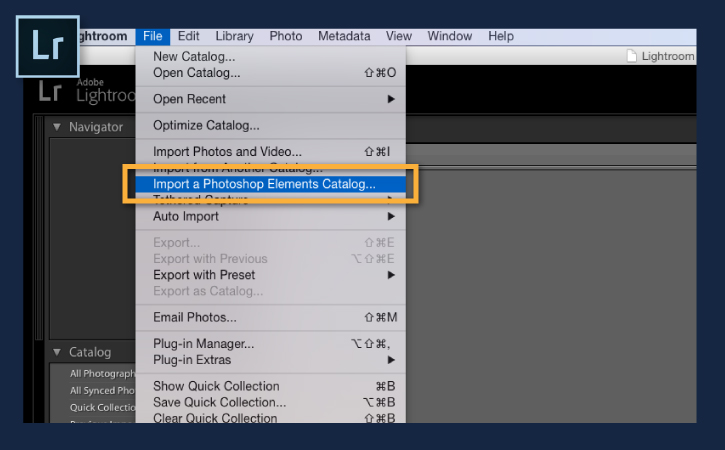 Lr
ghtroom File Edit Library Photo Metadata View Window Help
Lightroom
Lr Adobe
Lightroo
Navigator
New Catalog...
Open Catalog... ⇧⌘O
Open Recent ▶
Optimize Catalog...
Import Photos and Video... ⇧⌘I
Import from Another Catalog...
Import a Photoshop Elements Catalog...
Tethered Capture ▶
Auto Import ▶
Export... ⇧⌘E
Export with Previous ⌥⇧⌘E
Export with Preset ▶
Export as Catalog...
Email Photos... ⇧⌘M
Plug-in Manager... ⌥⇧⌘,
Plug-in Extras ▶
Show Quick Collection ⌘B
Save Quick Collection... ⌥⌘B
Clear Quick Collection ⇧⌘B
Catalog
All Photograph
All Synced Pho
Quick Collectio